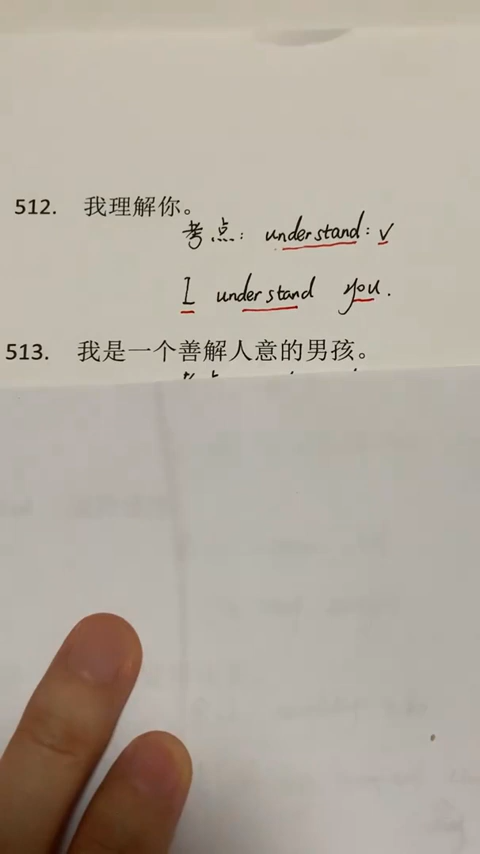 512. 我理解你。
考点: understand: v
I understand you.
513. 我是一个善解人意的男孩。